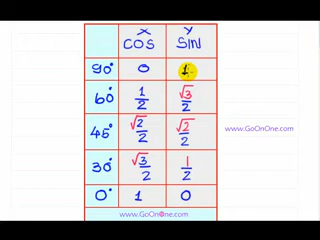 X Y
COS SIN
90° 0 1
60° 1/2 √3/2
45° √2/2 √2/2
30° √3/2 1/2
0° 1 0
www.GoOnOne.com
www.GoOnOne.com